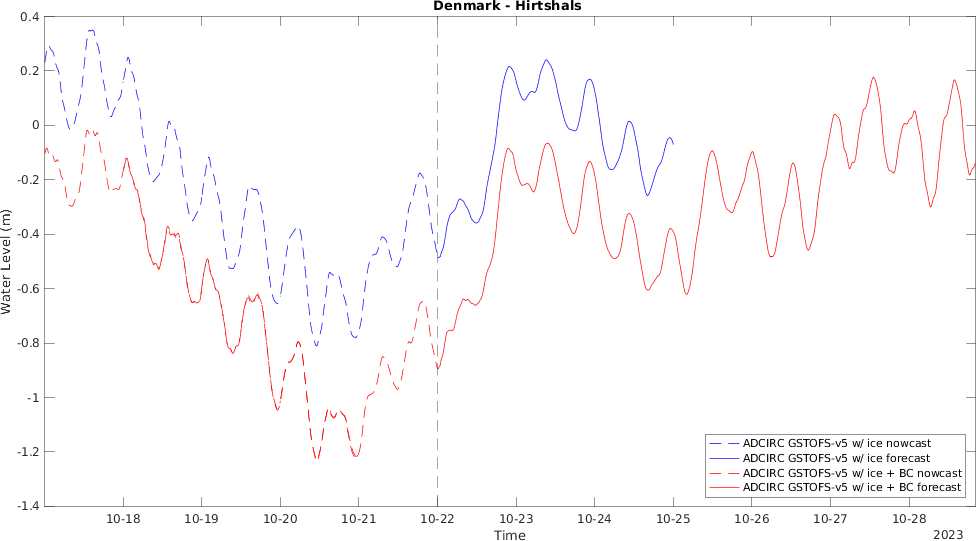 Denmark - Hirtshals
Water Level (m)
0.4
0.2
0
-0.2
-0.4
-0.6
-0.8
-1
-1.2
-1.4
ADCIRC GSTOFS-v5 w/ ice nowcast
ADCIRC GSTOFS-v5 w/ ice forecast
ADCIRC GSTOFS-v5 w/ ice + BC nowcast
ADCIRC GSTOFS-v5 w/ ice + BC forecast
10-18 10-19 10-20 10-21 10-22 10-23 10-24 10-25 10-26 10-27 10-28
Time
2023